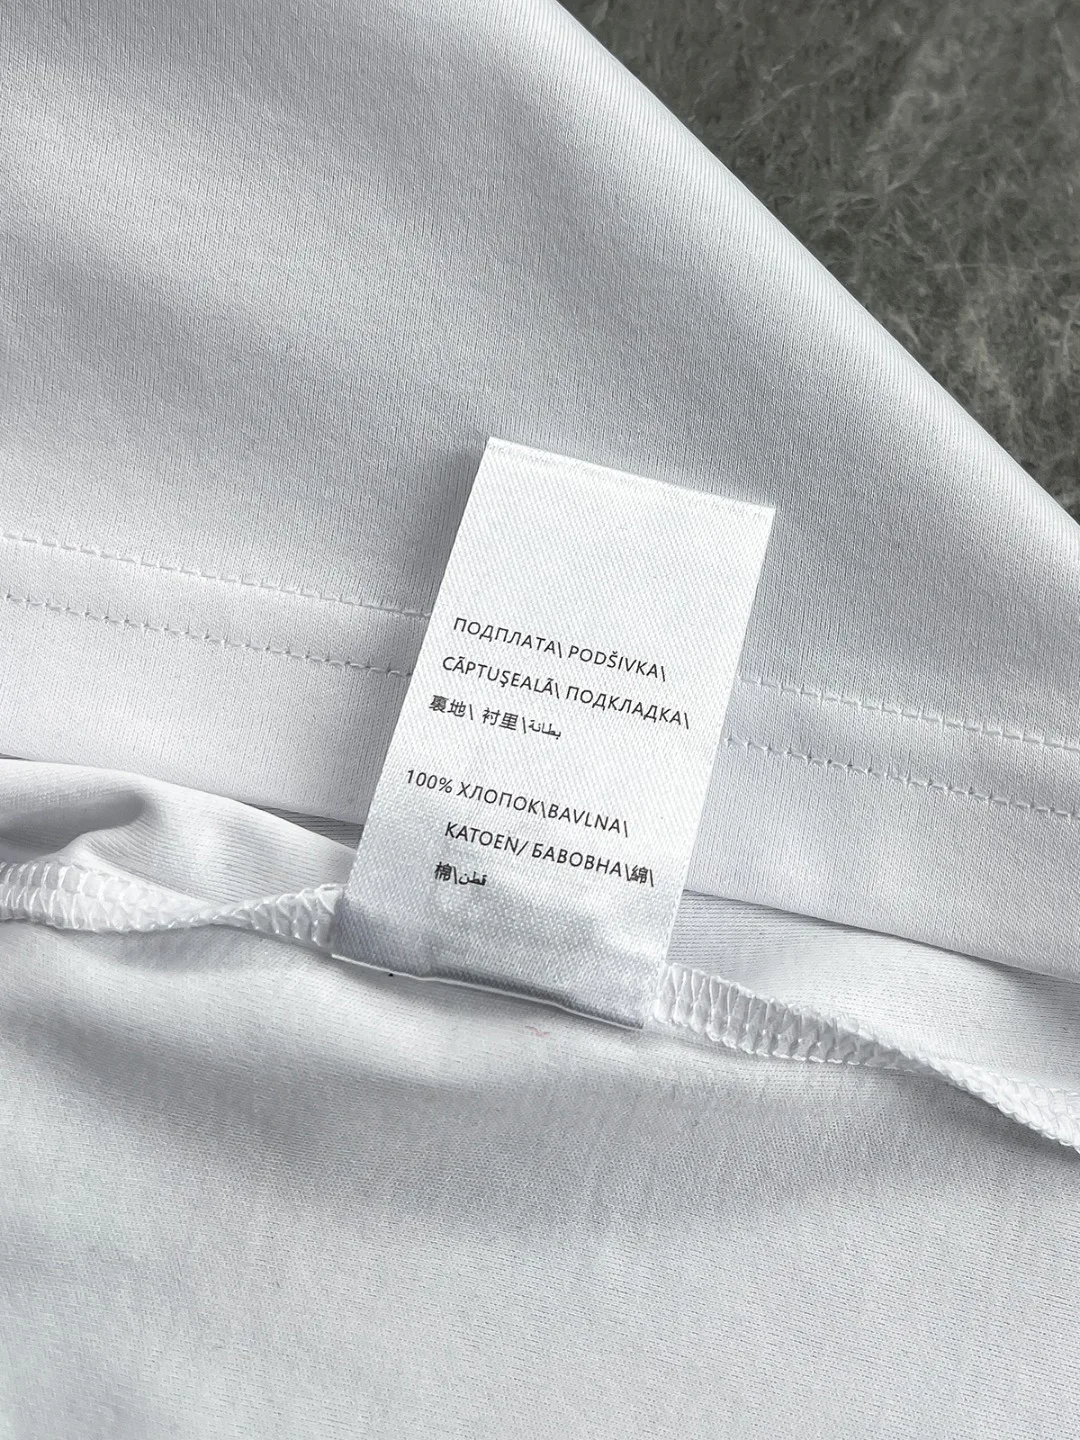 ПОДПЛАТА\ PODŠIVKA\
CĂPTUŞEALĂ\ ПОДКЛАДКА\
裏地\ 衬里\بطانة
100% ХЛОПОК\BAVLNA\
KATOEN/ БАВОВНА\綿\
棉\قطن